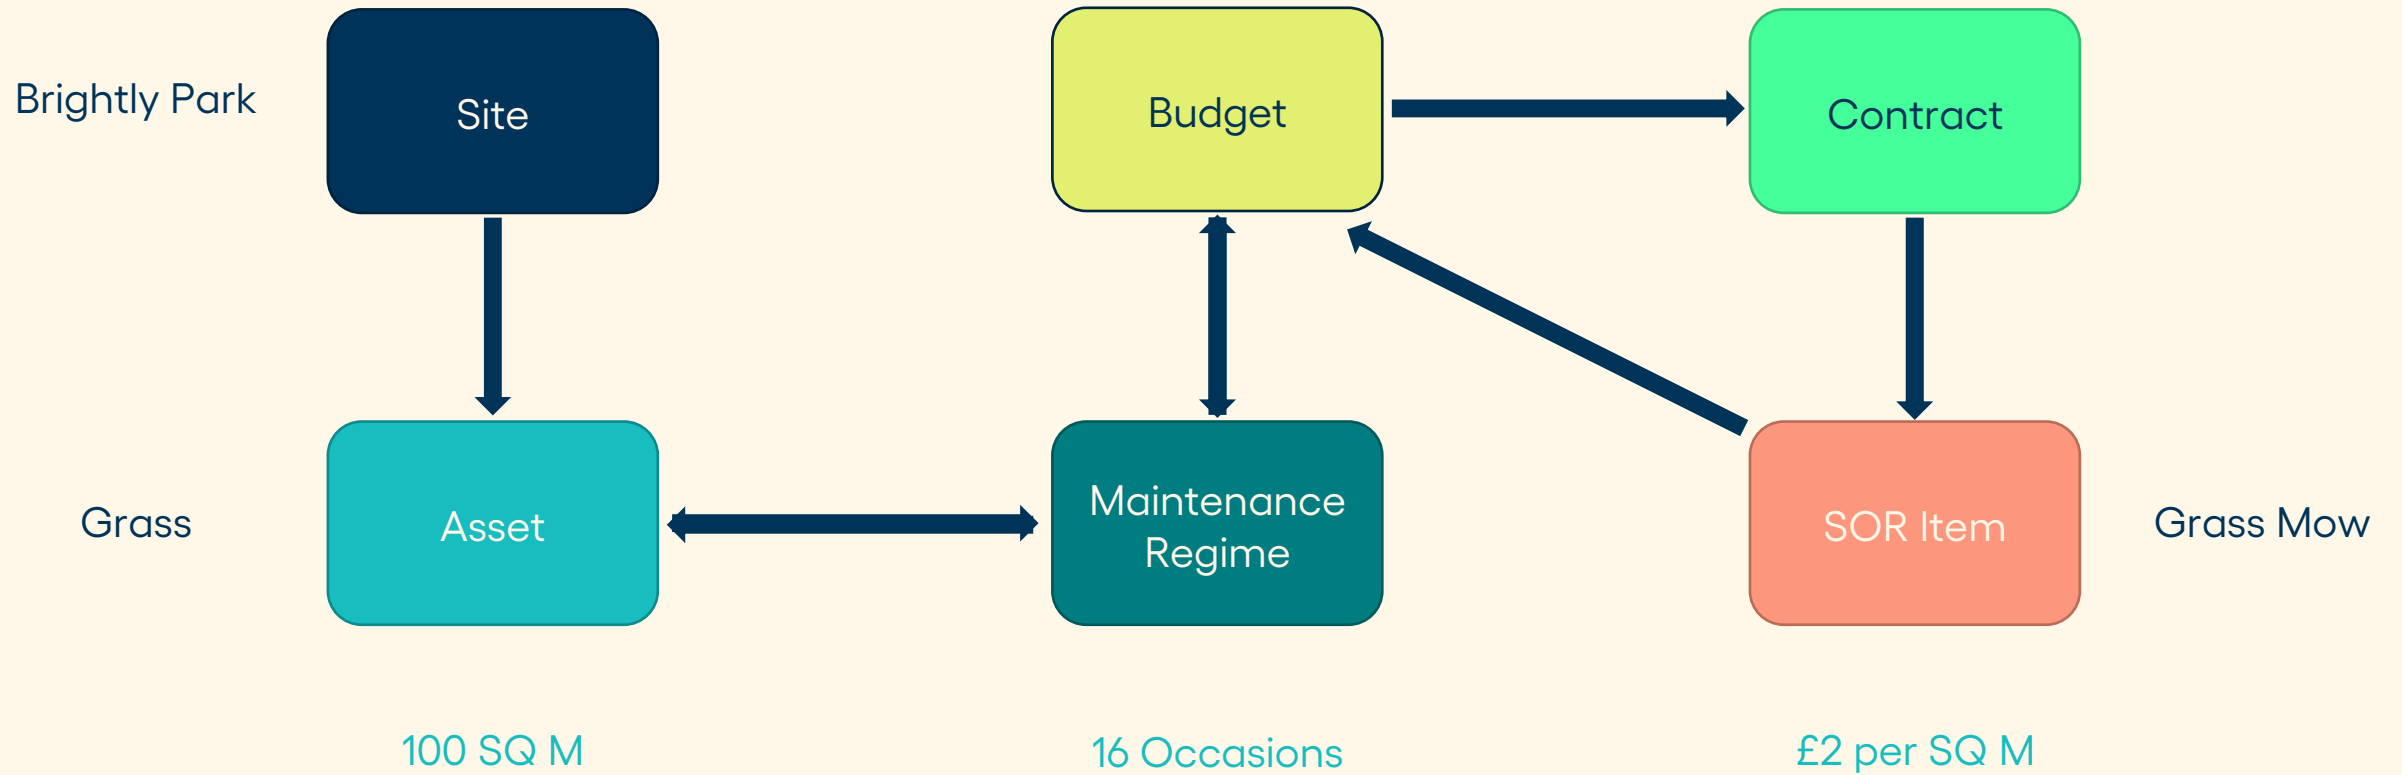 Brightly Park
Site
Budget
Contract
Grass
Asset
Maintenance
Regime
SOR Item
Grass Mow
100 SQ M
16 Occasions
£2 per SQ M